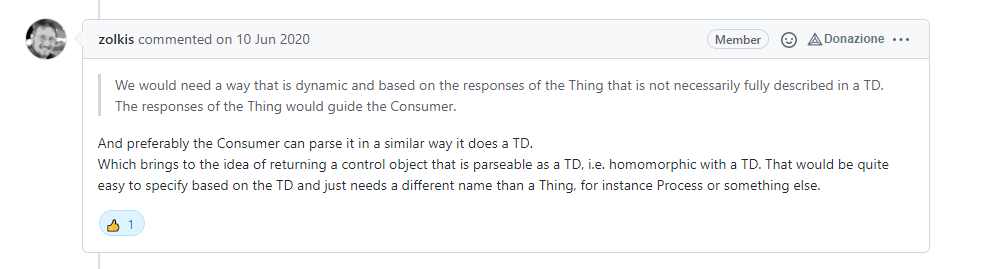 zolkis commented on 10 Jun 2020 Member Donazione
We would need a way that is dynamic and based on the responses of the Thing that is not necessarily fully described in a TD.
The responses of the Thing would guide the Consumer.
And preferably the Consumer can parse it in a similar way it does a TD.
Which brings to the idea of returning a control object that is parseable as a TD, i.e. homomorphic with a TD. That would be quite
easy to specify based on the TD and just needs a different name than a Thing, for instance Process or something else.
1